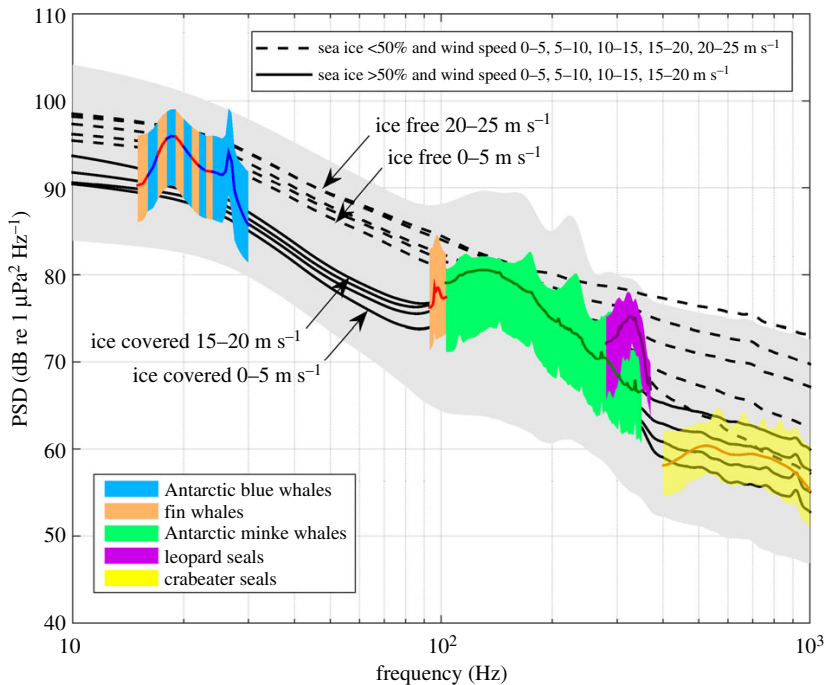 110
100
90
80
70
60
50
40
PSD (dB re 1 µPa² Hz⁻¹)
sea ice <50% and wind speed 0–5, 5–10, 10–15, 15–20, 20–25 m s⁻¹
sea ice >50% and wind speed 0–5, 5–10, 10–15, 15–20 m s⁻¹
ice free 20–25 m s⁻¹
ice free 0–5 m s⁻¹
ice covered 15–20 m s⁻¹
ice covered 0–5 m s⁻¹
Antarctic blue whales
fin whales
Antarctic minke whales
leopard seals
crabeater seals
10 10² 10³
frequency (Hz)